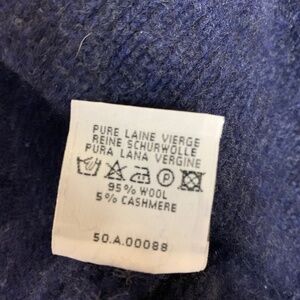 PURE LAINE VIERGE
REINE SCHURWOLLE
PURA LANA VERGINE
P
95% WOOL
5% CASHMERE
50.A.00088